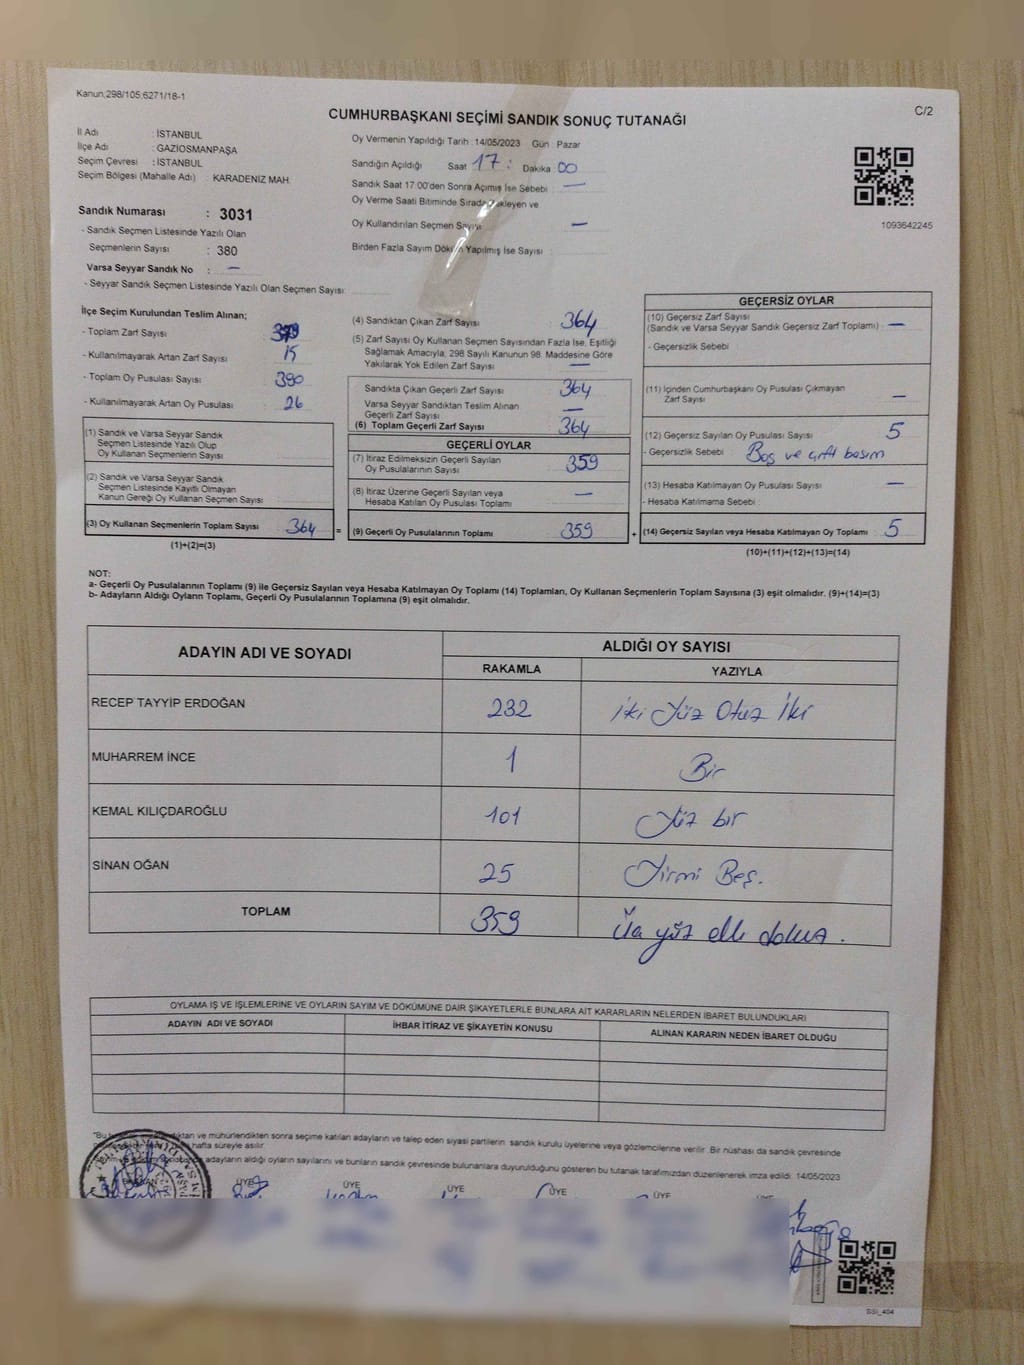 Kanun,298/105,6271/18-1
C/2
CUMHURBAŞKANI SEÇİMİ SANDIK SONUÇ TUTANAĞI
İl Adı : İSTANBUL
İlçe Adı : GAZİOSMANPAŞA
Seçim Çevresi : İSTANBUL
Seçim Bölgesi (Mahalle Adı) : KARADENİZ MAH.
Sandık Numarası : 3031
- Sandık Seçmen Listesinde Yazılı Olan
Seçmenlerin Sayısı : 380
Varsa Seyyar Sandık No : —
- Seyyar Sandık Seçmen Listesinde Yazılı Olan Seçmen Sayısı:
Oy Vermenin Yapıldığı Tarih : 14/05/2023 Gün : Pazar
Sandığın Açıldığı Saat 17 : Dakika : 00
Sandık Saat 17.00'den Sonra Açımış İse Sebebi : —
Oy Verme Saati Bitiminde Sırada Bekleyen ve
Oy Kullandırılan Seçmen Sayısı : —
Birden Fazla Sayım Döküm Yapılmış İse Sayısı :
1093642245
İlçe Seçim Kurulundan Teslim Alınan;
- Toplam Zarf Sayısı :
- Kullanılmayarak Artan Zarf Sayısı : 15
- Toplam Oy Pusulası Sayısı : 390
- Kullanılmayarak Artan Oy Pusulası : 26
(1) Sandık ve Varsa Seyyar Sandık
Seçmen Listesinde Yazılı Olup
Oy Kullanan Seçmenlerin Sayısı :
(2) Sandık ve Varsa Seyyar Sandık
Seçmen Listesinde Kayıtlı Olmayan
Kanun Gereği Oy Kullanan Seçmen Sayısı :
(3) Oy Kullanan Seçmenlerin Toplam Sayısı : 364 =
(1)+(2)=(3)
(4) Sandıktan Çıkan Zarf Sayısı : 364
(5) Zarf Sayısı Oy Kullanan Seçmen Sayısından Fazla İse, Eşitliği
Sağlamak Amacıyla; 298 Sayılı Kanunun 98. Maddesine Göre
Yakılarak Yok Edilen Zarf Sayısı : —
Sandıkta Çıkan Geçerli Zarf Sayısı : 364
Varsa Seyyar Sandıktan Teslim Alınan
Geçerli Zarf Sayısı : —
(6) Toplam Geçerli Zarf Sayısı : 364
GEÇERLİ OYLAR
(7) İtiraz Edilmeksizin Geçerli Sayılan
Oy Pusulalarının Sayısı : 359
(8) İtiraz Üzerine Geçerli Sayılan veya
Hesaba Katılan Oy Pusulası Toplamı : —
(9) Geçerli Oy Pusulalarının Toplamı : 359 +
GEÇERSİZ OYLAR
(10) Geçersiz Zarf Sayısı
(Sandık ve Varsa Seyyar Sandık Geçersiz Zarf Toplamı) : —
- Geçersizlik Sebebi :
(11) İçinden Cumhurbaşkanı Oy Pusulası Çıkmayan
Zarf Sayısı : —
(12) Geçersiz Sayılan Oy Pusulası Sayısı : 5
- Geçersizlik Sebebi : Boş ve çift basım
(13) Hesaba Katılmayan Oy Pusulası Sayısı : —
- Hesaba Katılmama Sebebi :
(14) Geçersiz Sayılan veya Hesaba Katılmayan Oy Toplamı : 5
(10)+(11)+(12)+(13)=(14)
NOT:
a- Geçerli Oy Pusulalarının Toplamı (9) ile Geçersiz Sayılan veya Hesaba Katılmayan Oy Toplamı (14) Toplamları, Oy Kullanan Seçmenlerin Toplam Sayısına (3) eşit olmalıdır. (9)+(14)=(3)
b- Adayların Aldığı Oyların Toplamı, Geçerli Oy Pusulalarının Toplamına (9) eşit olmalıdır.
ADAYIN ADI VE SOYADI ALDIĞI OY SAYISI
RAKAMLA YAZIYLA
RECEP TAYYİP ERDOĞAN 232 İki Yüz Otuz İki
MUHARREM İNCE 1 Bir
KEMAL KILIÇDAROĞLU 101 Yüz bir
SİNAN OĞAN 25 Yirmi Beş.
TOPLAM 359 Üç yüz elli dokuz.
OYLAMA İŞ VE İŞLEMLERİNE VE OYLARIN SAYIM VE DÖKÜMÜNE DAİR ŞİKAYETLERLE BUNLARA AİT KARARLARIN NELERDEN İBARET BULUNDUKLARI
ADAYIN ADI VE SOYADI İHBAR İTİRAZ VE ŞİKAYETİN KONUSU ALINAN KARARIN NEDEN İBARET OLDUĞU
"Bu ve mühürlendikten sonra seçime katılan adayların ve talep eden siyasi partilerin sandık kurulu üyelerine veya gözlemcilerine verilir. Bir nüshası da sandık çevresinde
hafta süreyle asılır.
adayların aldığı oyların sayılarını ve bunların sandık çevresinde bulunanlara duyurulduğunu gösteren bu tutanak tarafımızdan düzenlenerek imza edildi. 14/05/2023
ÜYE ÜYE ÜYE ÜYE ÜYE ÜYE